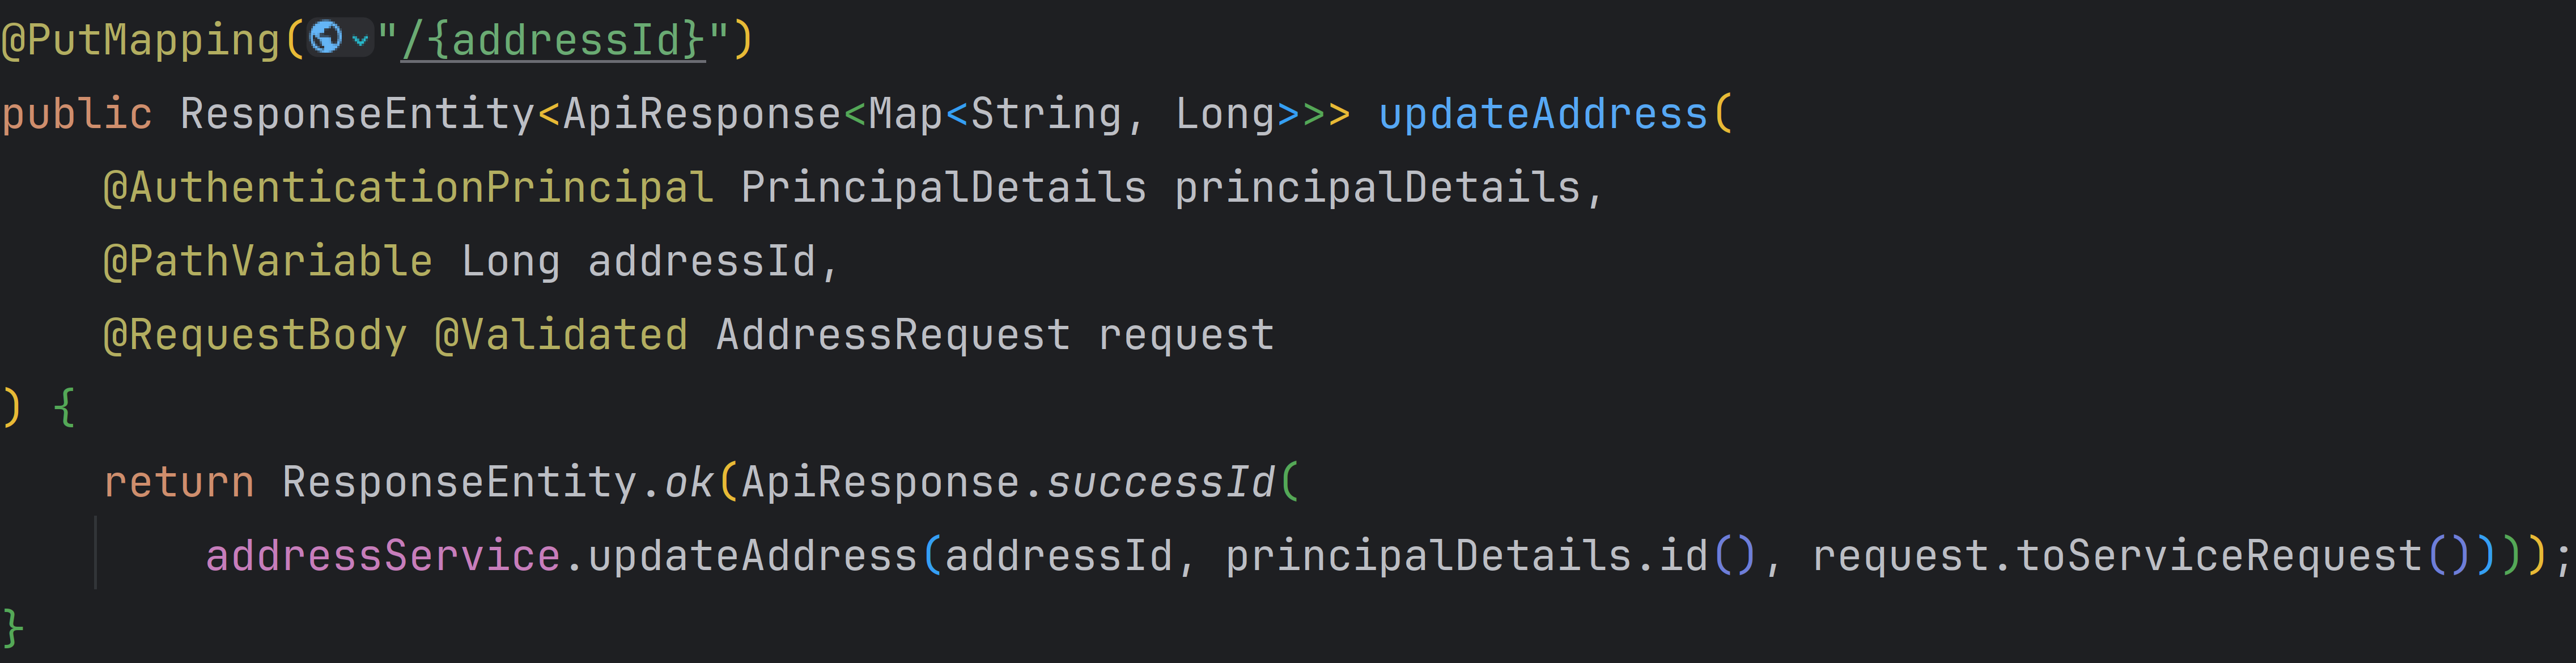 @PutMapping("/{addressId}")
public ResponseEntity<ApiResponse<Map<String, Long>>> updateAddress(
    @AuthenticationPrincipal PrincipalDetails principalDetails,
    @PathVariable Long addressId,
    @RequestBody @Validated AddressRequest request
) {
    return ResponseEntity.ok(ApiResponse.successId(
        addressService.updateAddress(addressId, principalDetails.id(), request.toServiceRequest())));
}